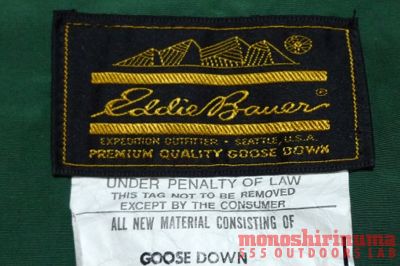 Eddie Bauer®
EXPEDITION OUTFITTER - SEATTLE, U.S.A.
PREMIUM QUALITY GOOSE DOWN
UNDER PENALTY OF LAW
THIS TAG NOT TO BE REMOVED
EXCEPT BY THE CONSUMER
ALL NEW MATERIAL CONSISTING OF
GOOSE DOWN
monoshirinuma
455 OUTDOORS LAB